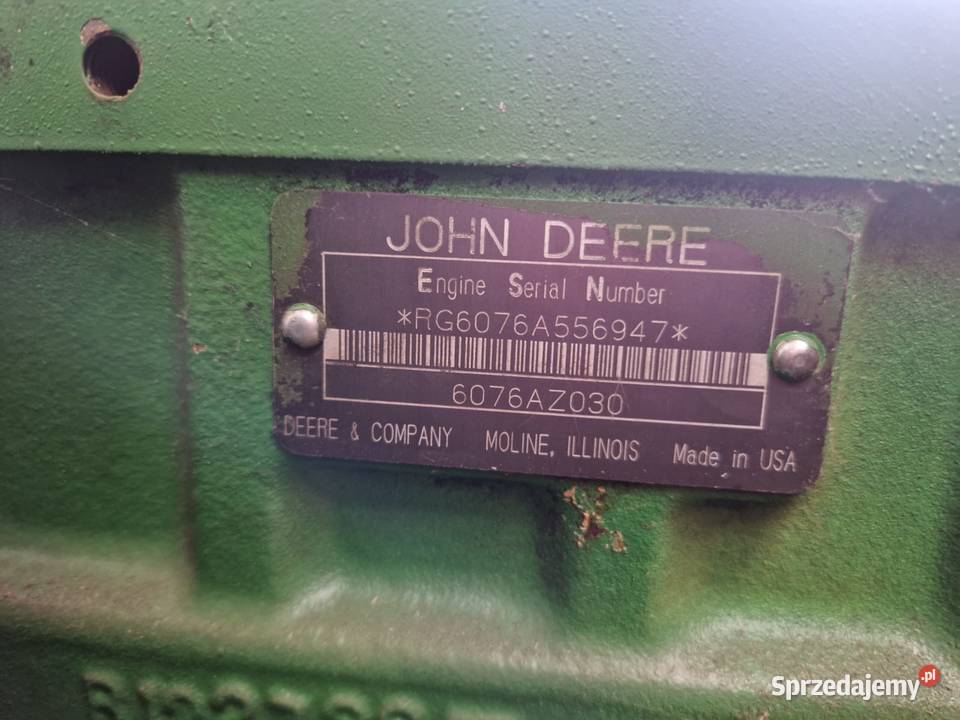 JOHN DEERE
Engine Serial Number
*RG6076A556947*
6076AZ030
DEERE & COMPANY MOLINE, ILLINOIS Made in USA
Sprzedajemy.pl